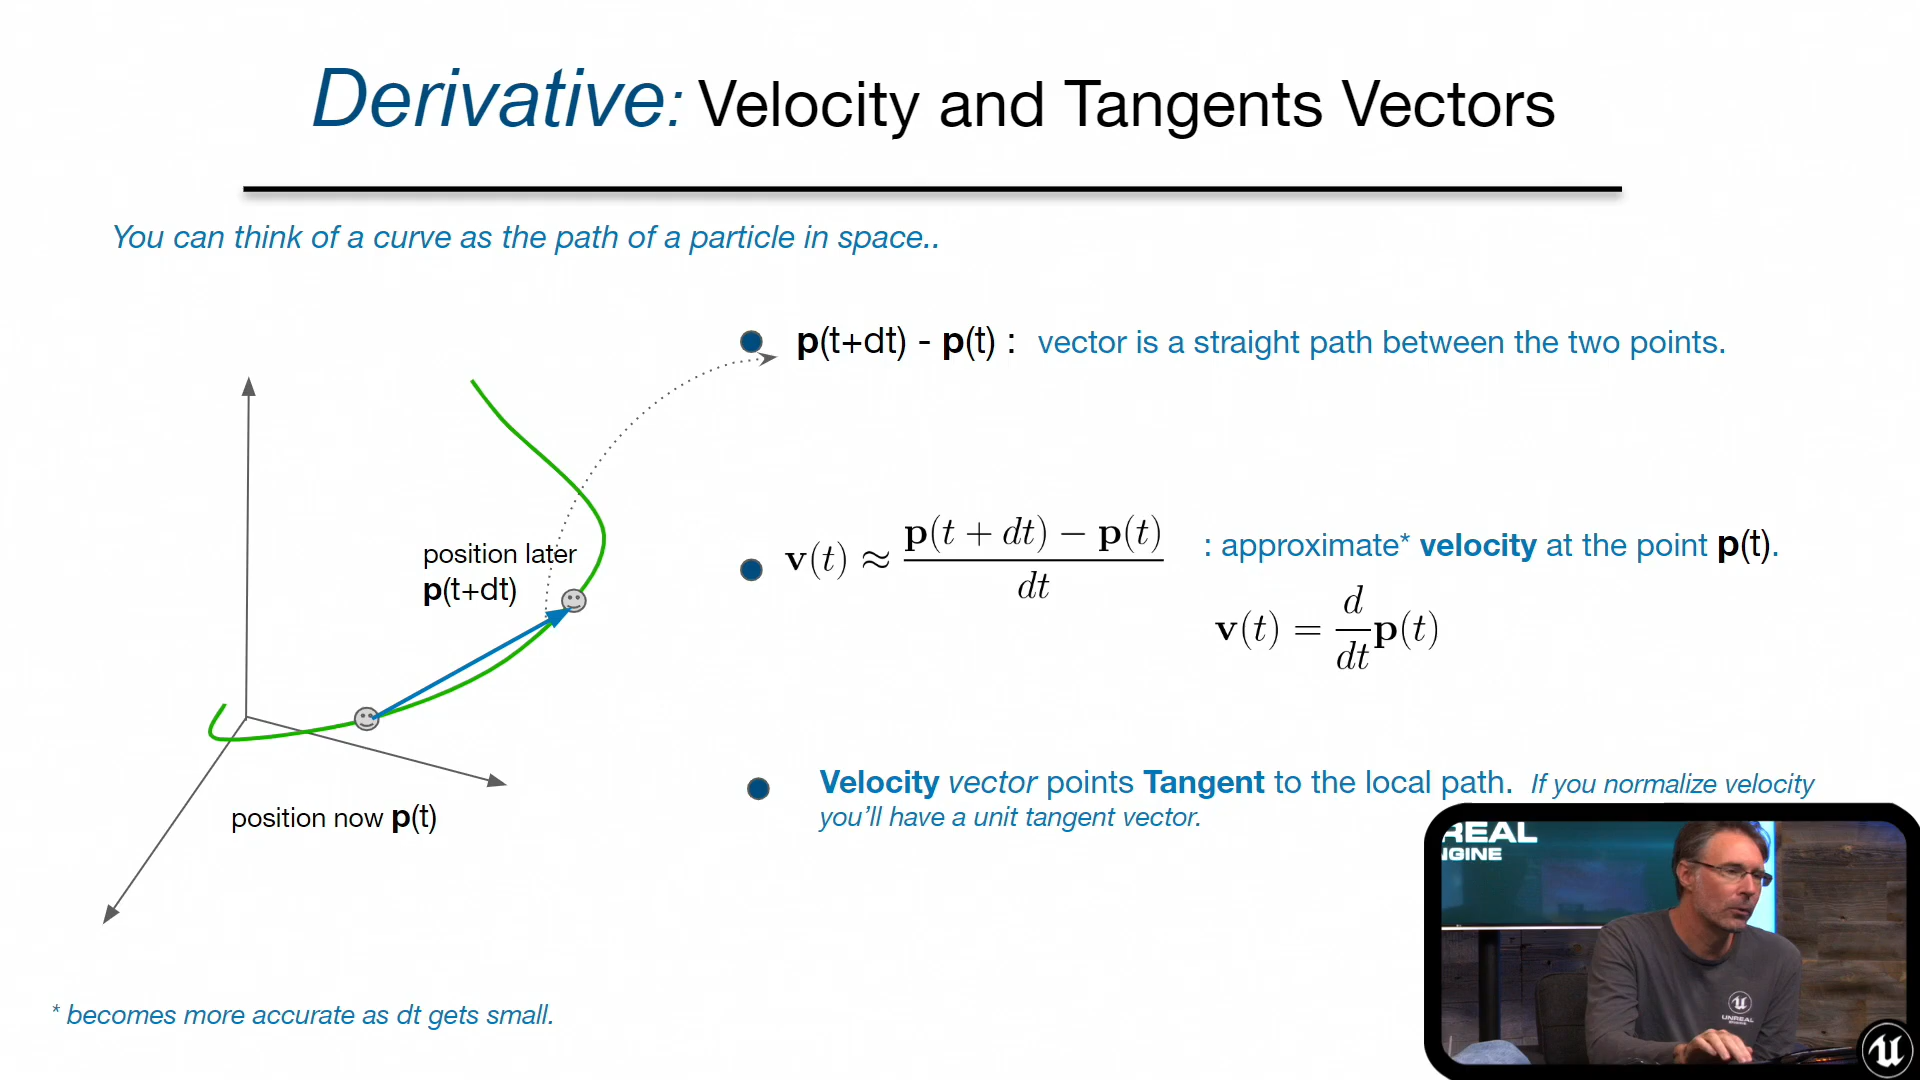 Derivative: Velocity and Tangents Vectors
You can think of a curve as the path of a particle in space..
p(t+dt) - p(t) : vector is a straight path between the two points.
position later
p(t+dt)
v(t) ≈ p(t + dt) − p(t) / dt : approximate* velocity at the point p(t).
v(t) = d/dt p(t)
Velocity vector points Tangent to the local path. If you normalize velocity
you'll have a unit tangent vector.
position now p(t)
REAL
NGINE
UNREAL
ENGINE
* becomes more accurate as dt gets small.